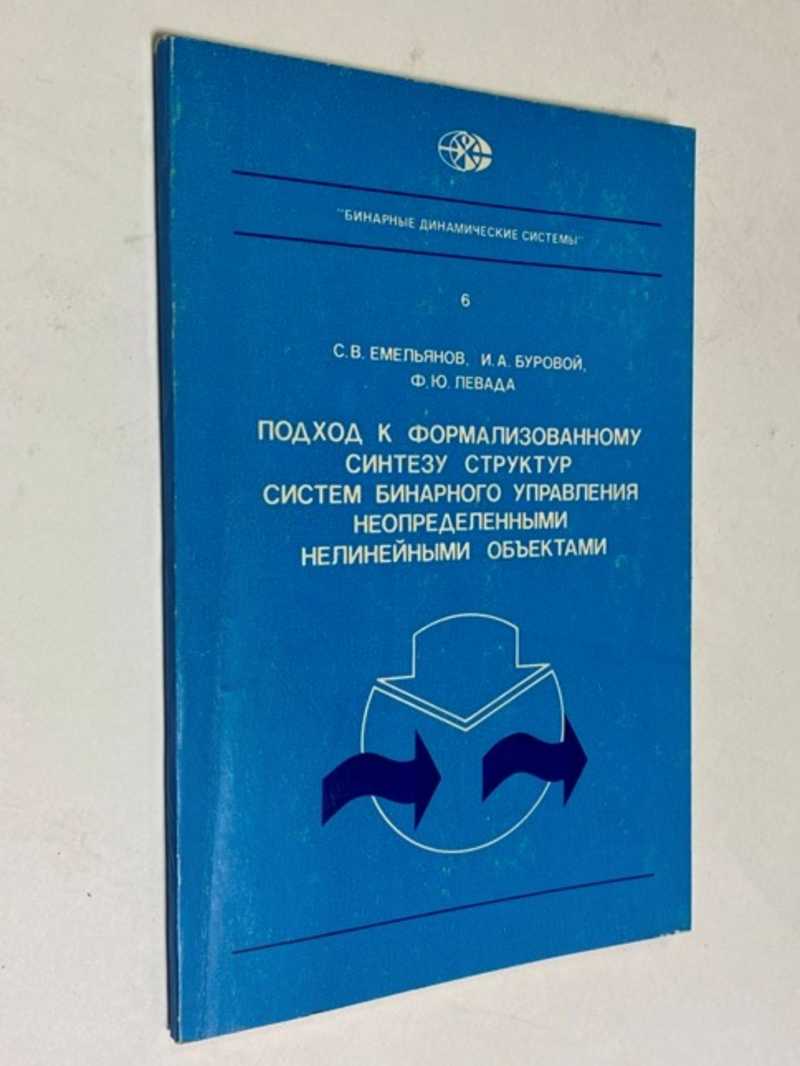 "БИНАРНЫЕ ДИНАМИЧЕСКИЕ СИСТЕМЫ"
6
С.В. ЕМЕЛЬЯНОВ, И.А. БУРОВОЙ,
Ф.Ю. ЛЕВАДА
ПОДХОД К ФОРМАЛИЗОВАННОМУ
СИНТЕЗУ СТРУКТУР
СИСТЕМ БИНАРНОГО УПРАВЛЕНИЯ
НЕОПРЕДЕЛЕННЫМИ
НЕЛИНЕЙНЫМИ ОБЪЕКТАМИ